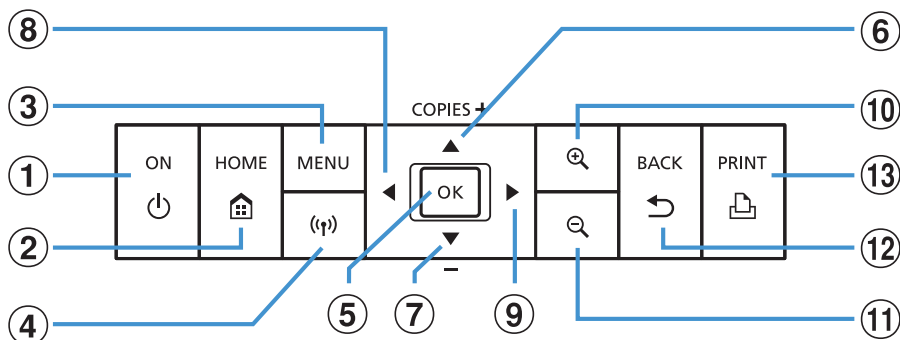 8 6
3 COPIES + 10
1 ON HOME MENU BACK PRINT 13
OK
2 12
−
4 5 7 9 11